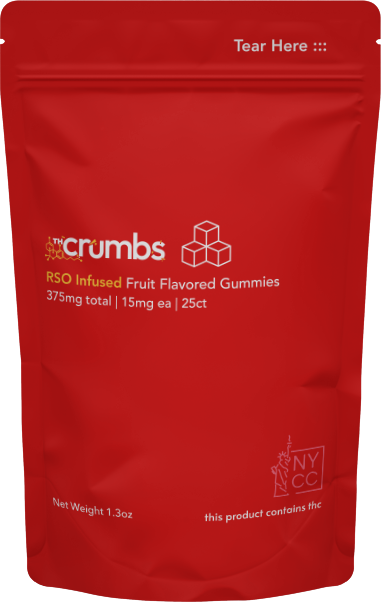 Tear Here :::
THcrumbs
RSO Infused Fruit Flavored Gummies
375mg total | 15mg ea | 25ct
NY
CC
Net Weight 1.3oz
this product contains thc